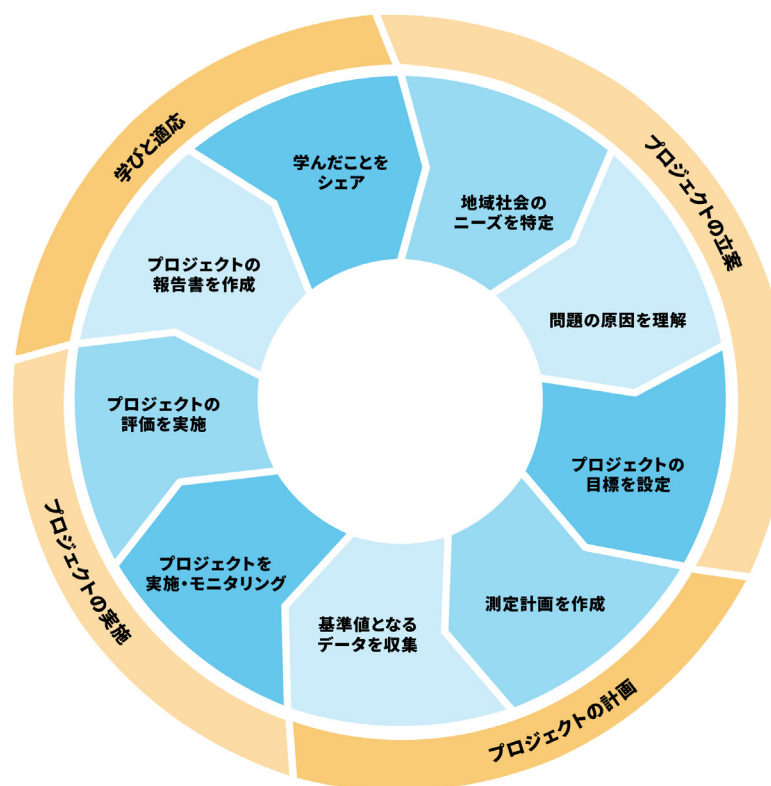 プロジェクトの立案
地域社会の
ニーズを特定
問題の原因を理解
プロジェクトの
目標を設定
プロジェクトの計画
測定計画を作成
基準値となる
データを収集
プロジェクトの実施
プロジェクトを
実施・モニタリング
プロジェクトの
評価を実施
学びと適応
プロジェクトの
報告書を作成
学んだことを
シェア